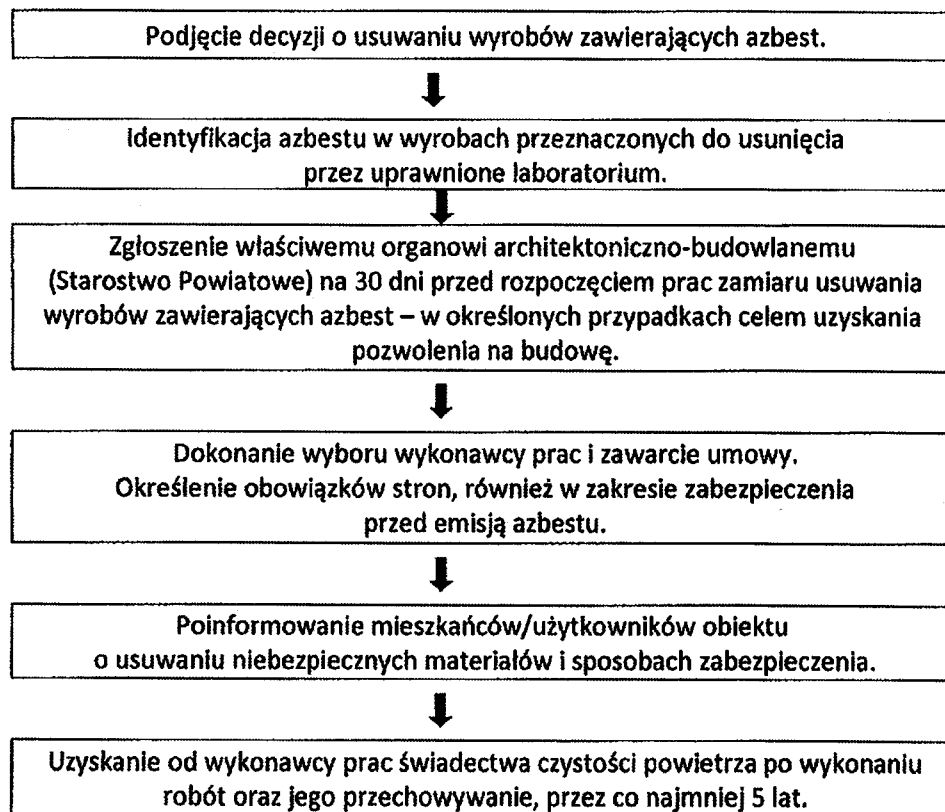 Podjęcie decyzji o usuwaniu wyrobów zawierających azbest.
Identyfikacja azbestu w wyrobach przeznaczonych do usunięcia
przez uprawnione laboratorium.
Zgłoszenie właściwemu organowi architektoniczno-budowlanemu
(Starostwo Powiatowe) na 30 dni przed rozpoczęciem prac zamiaru usuwania
wyrobów zawierających azbest – w określonych przypadkach celem uzyskania
pozwolenia na budowę.
Dokonanie wyboru wykonawcy prac i zawarcie umowy.
Określenie obowiązków stron, również w zakresie zabezpieczenia
przed emisją azbestu.
Poinformowanie mieszkańców/użytkowników obiektu
o usuwaniu niebezpiecznych materiałów i sposobach zabezpieczenia.
Uzyskanie od wykonawcy prac świadectwa czystości powietrza po wykonaniu
robót oraz jego przechowywanie, przez co najmniej 5 lat.